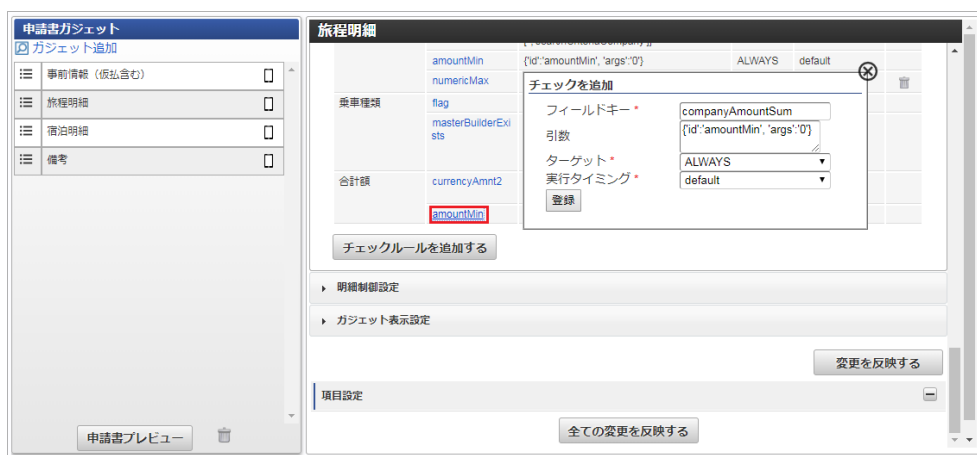 申請書ガジェット
ガジェット追加
事前情報（仮払含む）
旅程明細
宿泊明細
備考
申請書プレビュー
旅程明細
amountMin {'id':'amountMin', 'args':'0'} ALWAYS default
numericMax
乗車種類 flag
masterBuilderExi
sts
合計額 currencyAmnt2
amountMin
チェックを追加
フィールドキー * companyAmountSum
引数 {'id':'amountMin', 'args':'0'}
ターゲット * ALWAYS
実行タイミング * default
登録
チェックルールを追加する
明細制御設定
ガジェット表示設定
変更を反映する
項目設定
全ての変更を反映する